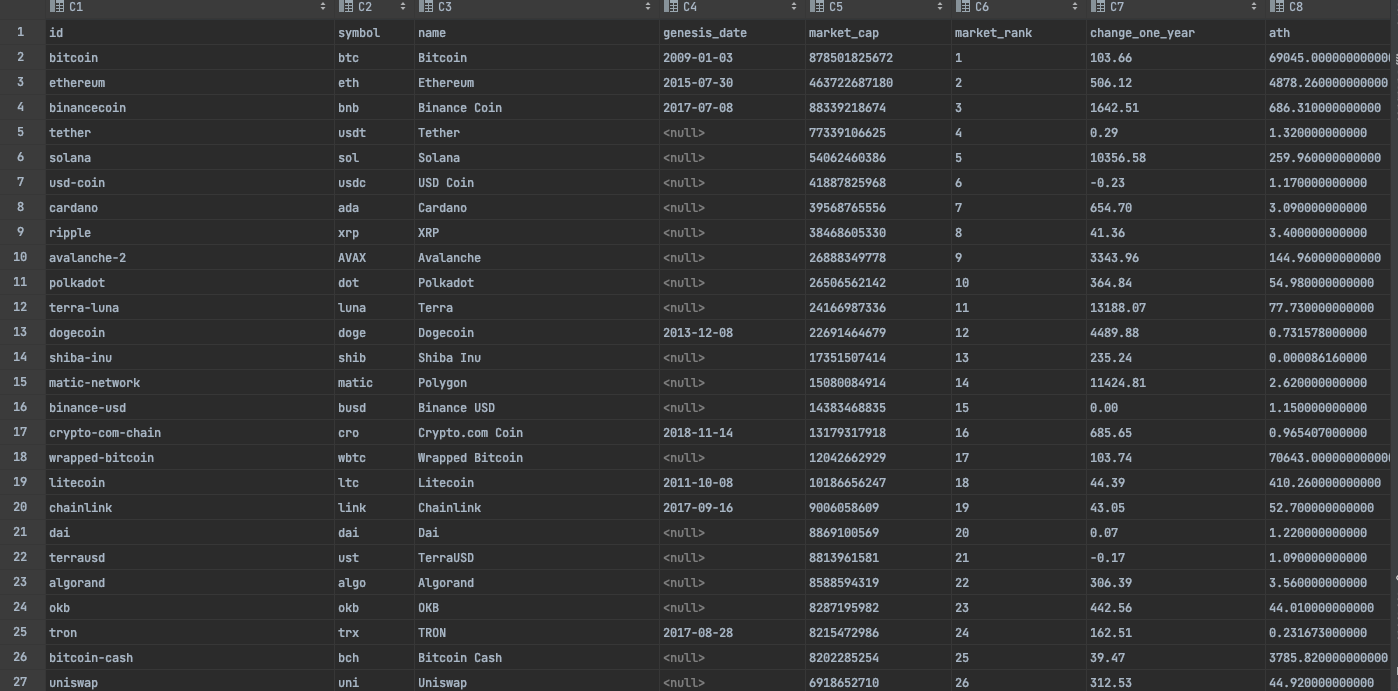 C1 C2 C3 C4 C5 C6 C7 C8
1 id symbol name genesis_date market_cap market_rank change_one_year ath
2 bitcoin btc Bitcoin 2009-01-03 878501825672 1 103.66 69045.000000000000
3 ethereum eth Ethereum 2015-07-30 463722687180 2 506.12 4878.260000000000
4 binancecoin bnb Binance Coin 2017-07-08 88339218674 3 1642.51 686.310000000000
5 tether usdt Tether <null> 77339106625 4 0.29 1.320000000000
6 solana sol Solana <null> 54062460386 5 10356.58 259.960000000000
7 usd-coin usdc USD Coin <null> 41887825968 6 -0.23 1.170000000000
8 cardano ada Cardano <null> 39568765556 7 654.70 3.090000000000
9 ripple xrp XRP <null> 38468605330 8 41.36 3.400000000000
10 avalanche-2 AVAX Avalanche <null> 26888349778 9 3343.96 144.960000000000
11 polkadot dot Polkadot <null> 26506562142 10 364.84 54.980000000000
12 terra-luna luna Terra <null> 24166987336 11 13188.07 77.730000000000
13 dogecoin doge Dogecoin 2013-12-08 22691464679 12 4489.88 0.731578000000
14 shiba-inu shib Shiba Inu <null> 17351507414 13 235.24 0.000086160000
15 matic-network matic Polygon <null> 15080084914 14 11424.81 2.620000000000
16 binance-usd busd Binance USD <null> 14383468835 15 0.00 1.150000000000
17 crypto-com-chain cro Crypto.com Coin 2018-11-14 13179317918 16 685.65 0.965407000000
18 wrapped-bitcoin wbtc Wrapped Bitcoin <null> 12042662929 17 103.74 70643.000000000000
19 litecoin ltc Litecoin 2011-10-08 10186656247 18 44.39 410.260000000000
20 chainlink link Chainlink 2017-09-16 9006058609 19 43.05 52.700000000000
21 dai dai Dai <null> 8869100569 20 0.07 1.220000000000
22 terrausd ust TerraUSD <null> 8813961581 21 -0.17 1.090000000000
23 algorand algo Algorand <null> 8588594319 22 306.39 3.560000000000
24 okb okb OKB <null> 8287195982 23 442.56 44.010000000000
25 tron trx TRON 2017-08-28 8215472986 24 162.51 0.231673000000
26 bitcoin-cash bch Bitcoin Cash <null> 8202285254 25 39.47 3785.820000000000
27 uniswap uni Uniswap <null> 6918652710 26 312.53 44.920000000000